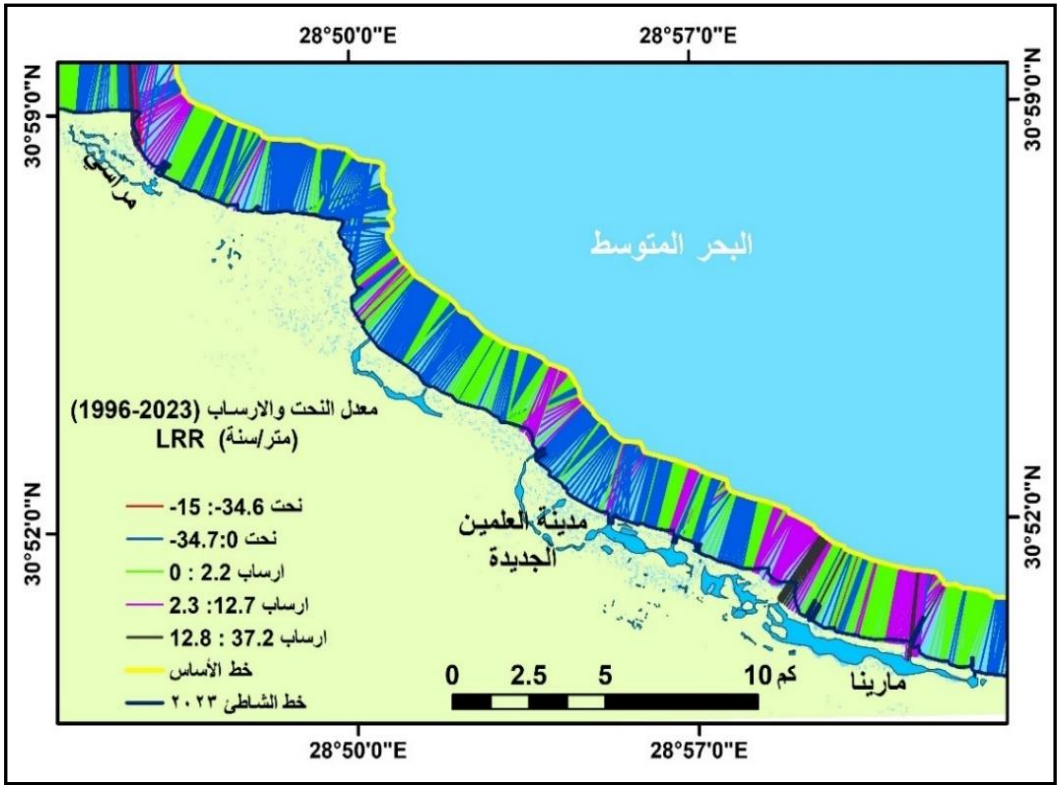 28°50'0"E 28°57'0"E
30°59'0"N 30°59'0"N
مراسي
البحر المتوسط
معدل النحت والارساب (1996-2023)
(متر/سنة) LRR
نحت 34.6-: 15-
نحت 34.7:0-
ارساب 2.2 : 0
ارساب 12.7 :2.3
ارساب 37.2 : 12.8
خط الأساس
خط الشاطئ ٢٠٢٣
مدينة العلمين
الجديدة
30°52'0"N 30°52'0"N
0 2.5 5 10 كم
مارينا
28°50'0"E 28°57'0"E